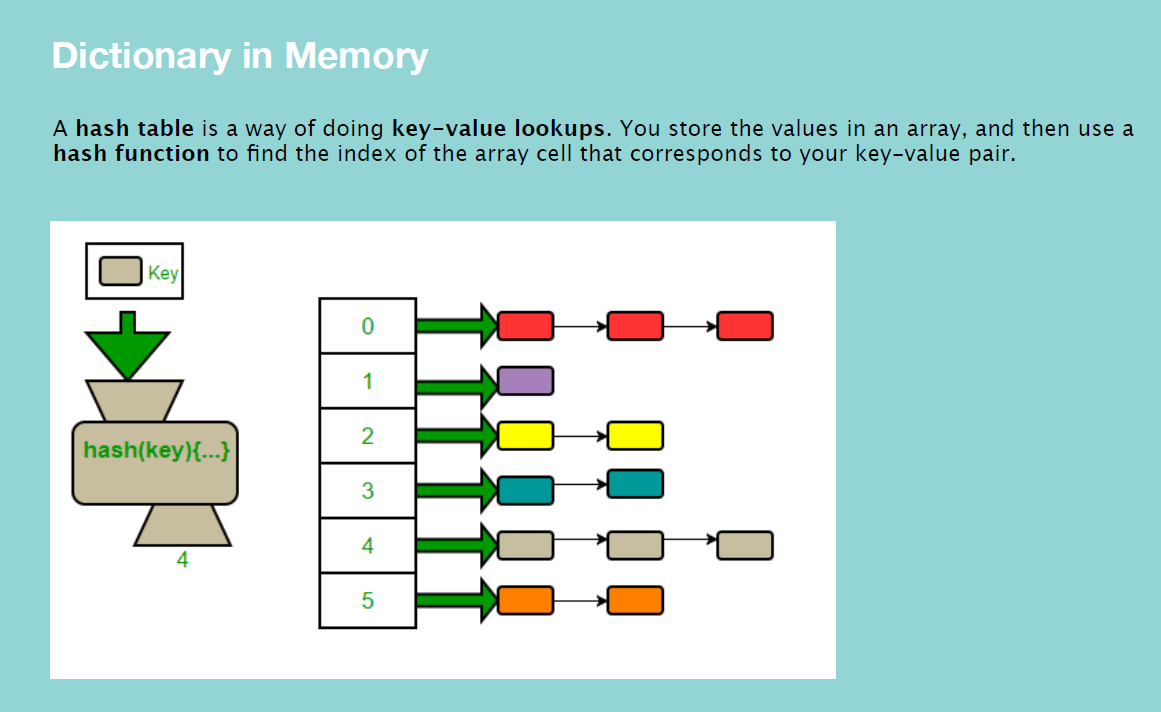 Dictionary in Memory
A hash table is a way of doing key-value lookups. You store the values in an array, and then use a
hash function to find the index of the array cell that corresponds to your key-value pair.
Key
hash(key){...}
4
0
1
2
3
4
5